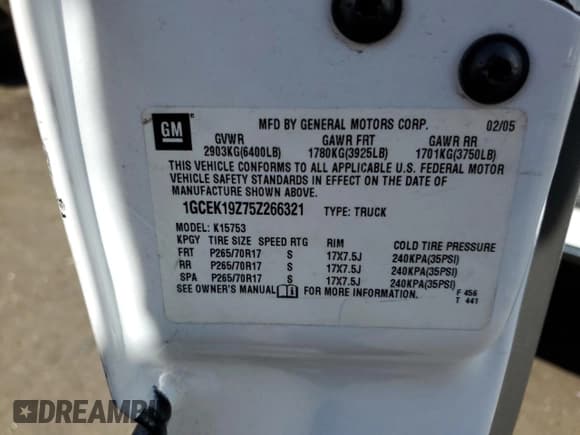 GM
MFD BY GENERAL MOTORS CORP. 02/05
GVWR GAWR FRT GAWR RR
2903KG(6400LB) 1780KG(3925LB) 1701KG(3750LB)
THIS VEHICLE CONFORMS TO ALL APPLICABLE U.S. FEDERAL MOTOR
VEHICLE SAFETY STANDARDS IN EFFECT ON THE DATE OF
MANUFACTURE SHOWN ABOVE.
1GCEK19Z75Z266321 TYPE: TRUCK
MODEL: K15753
KPGY TIRE SIZE SPEED RTG RIM COLD TIRE PRESSURE
FRT P265/70R17 S 17X7.5J 240KPA(35PSI)
RR P265/70R17 S 17X7.5J 240KPA(35PSI)
SPA P265/70R17 S 17X7.5J 240KPA(35PSI)
SEE OWNER'S MANUAL FOR MORE INFORMATION.
F 456
T 441
DREAMBI